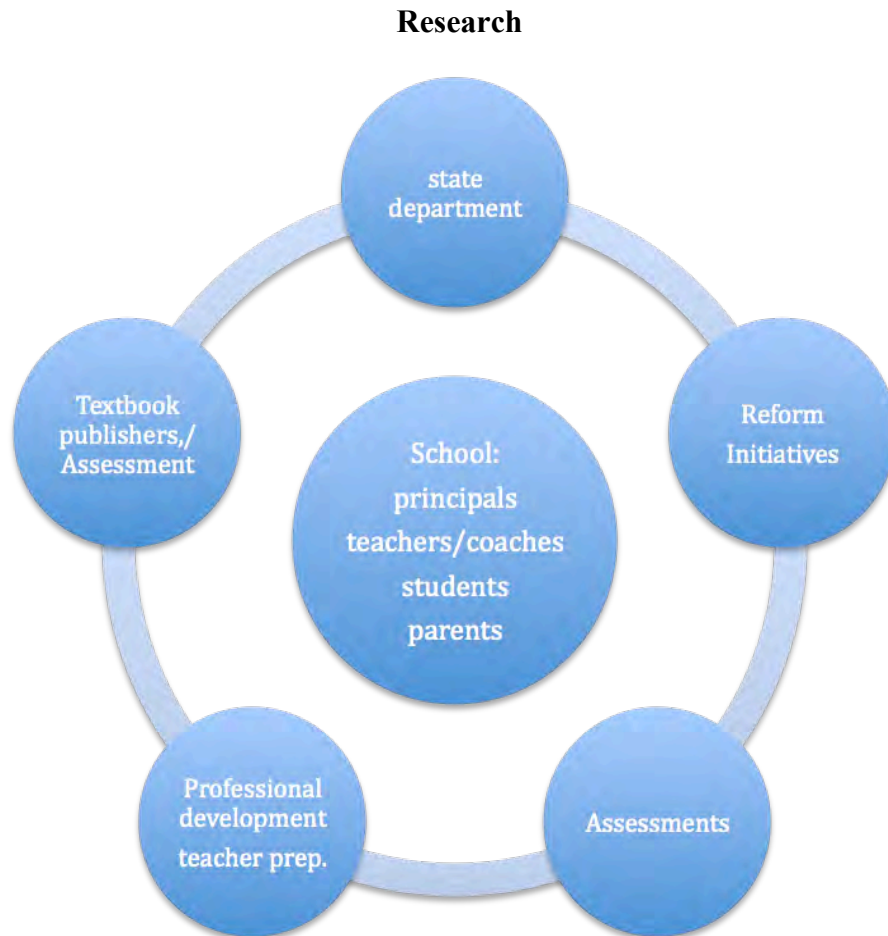 Research
state
department
Textbook
publishers,/
Assessment
Reform
Initiatives
School:
principals
teachers/coaches
students
parents
Professional
development
teacher prep.
Assessments